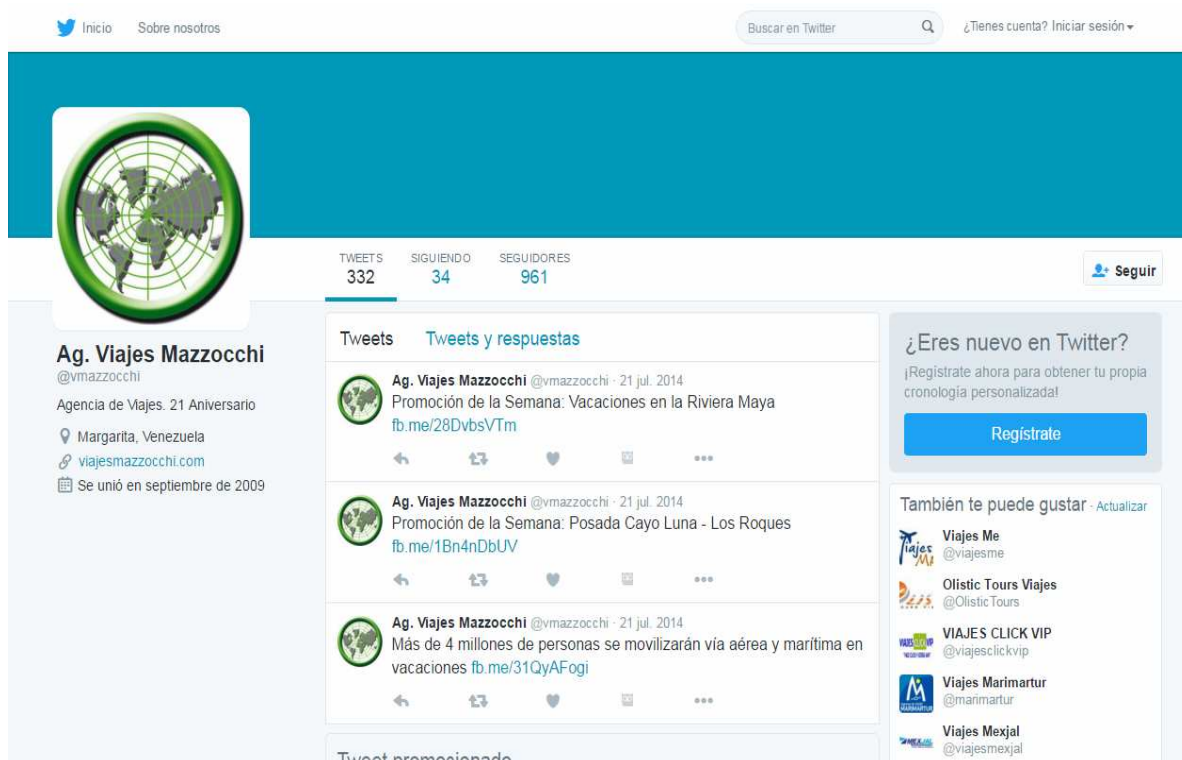 Inicio Sobre nosotros Buscar en Twitter ¿Tienes cuenta? Iniciar sesión
TWEETS SIGUIENDO SEGUIDORES
332 34 961
Seguir
Ag. Viajes Mazzocchi
@vmazzocchi
Agencia de Viajes. 21 Aniversario
Margarita, Venezuela
viajesmazzocchi.com
Se unió en septiembre de 2009
Tweets Tweets y respuestas
Ag. Viajes Mazzocchi @vmazzocchi · 21 jul. 2014
Promoción de la Semana: Vacaciones en la Riviera Maya
fb.me/28DvbsVTm
Ag. Viajes Mazzocchi @vmazzocchi · 21 jul. 2014
Promoción de la Semana: Posada Cayo Luna - Los Roques
fb.me/1Bn4nDbUV
Ag. Viajes Mazzocchi @vmazzocchi · 21 jul. 2014
Más de 4 millones de personas se movilizarán vía aérea y marítima en
vacaciones fb.me/31QyAFogi
Tweet promocionado
¿Eres nuevo en Twitter?
¡Regístrate ahora para obtener tu propia
cronología personalizada!
Regístrate
También te puede gustar · Actualizar
Viajes Me
@viajesme
Olistic Tours Viajes
@OlisticTours
VIAJES CLICK VIP
@viajesclickvip
Viajes Marimartur
@marimartur
Viajes Mexjal
@viajesmexjal